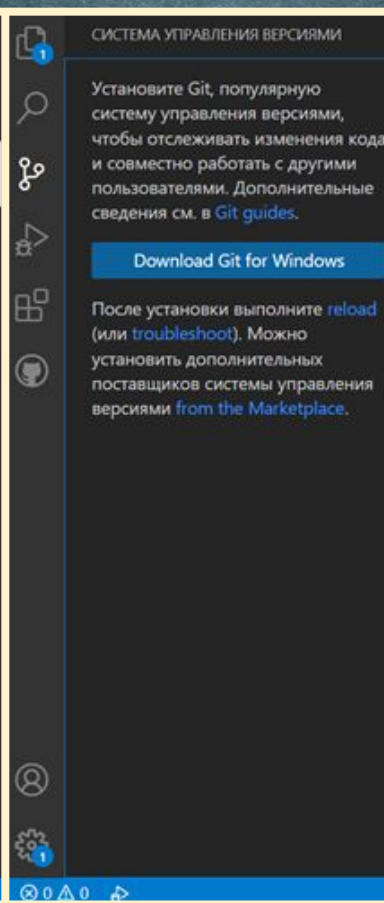 СИСТЕМА УПРАВЛЕНИЯ ВЕРСИЯМИ
1
Установите Git, популярную
систему управления версиями,
чтобы отслеживать изменения кода
и совместно работать с другими
пользователями. Дополнительные
сведения см. в Git guides.
Download Git for Windows
После установки выполните reload
(или troubleshoot). Можно
установить дополнительных
поставщиков системы управления
версиями from the Marketplace.
1
0 0